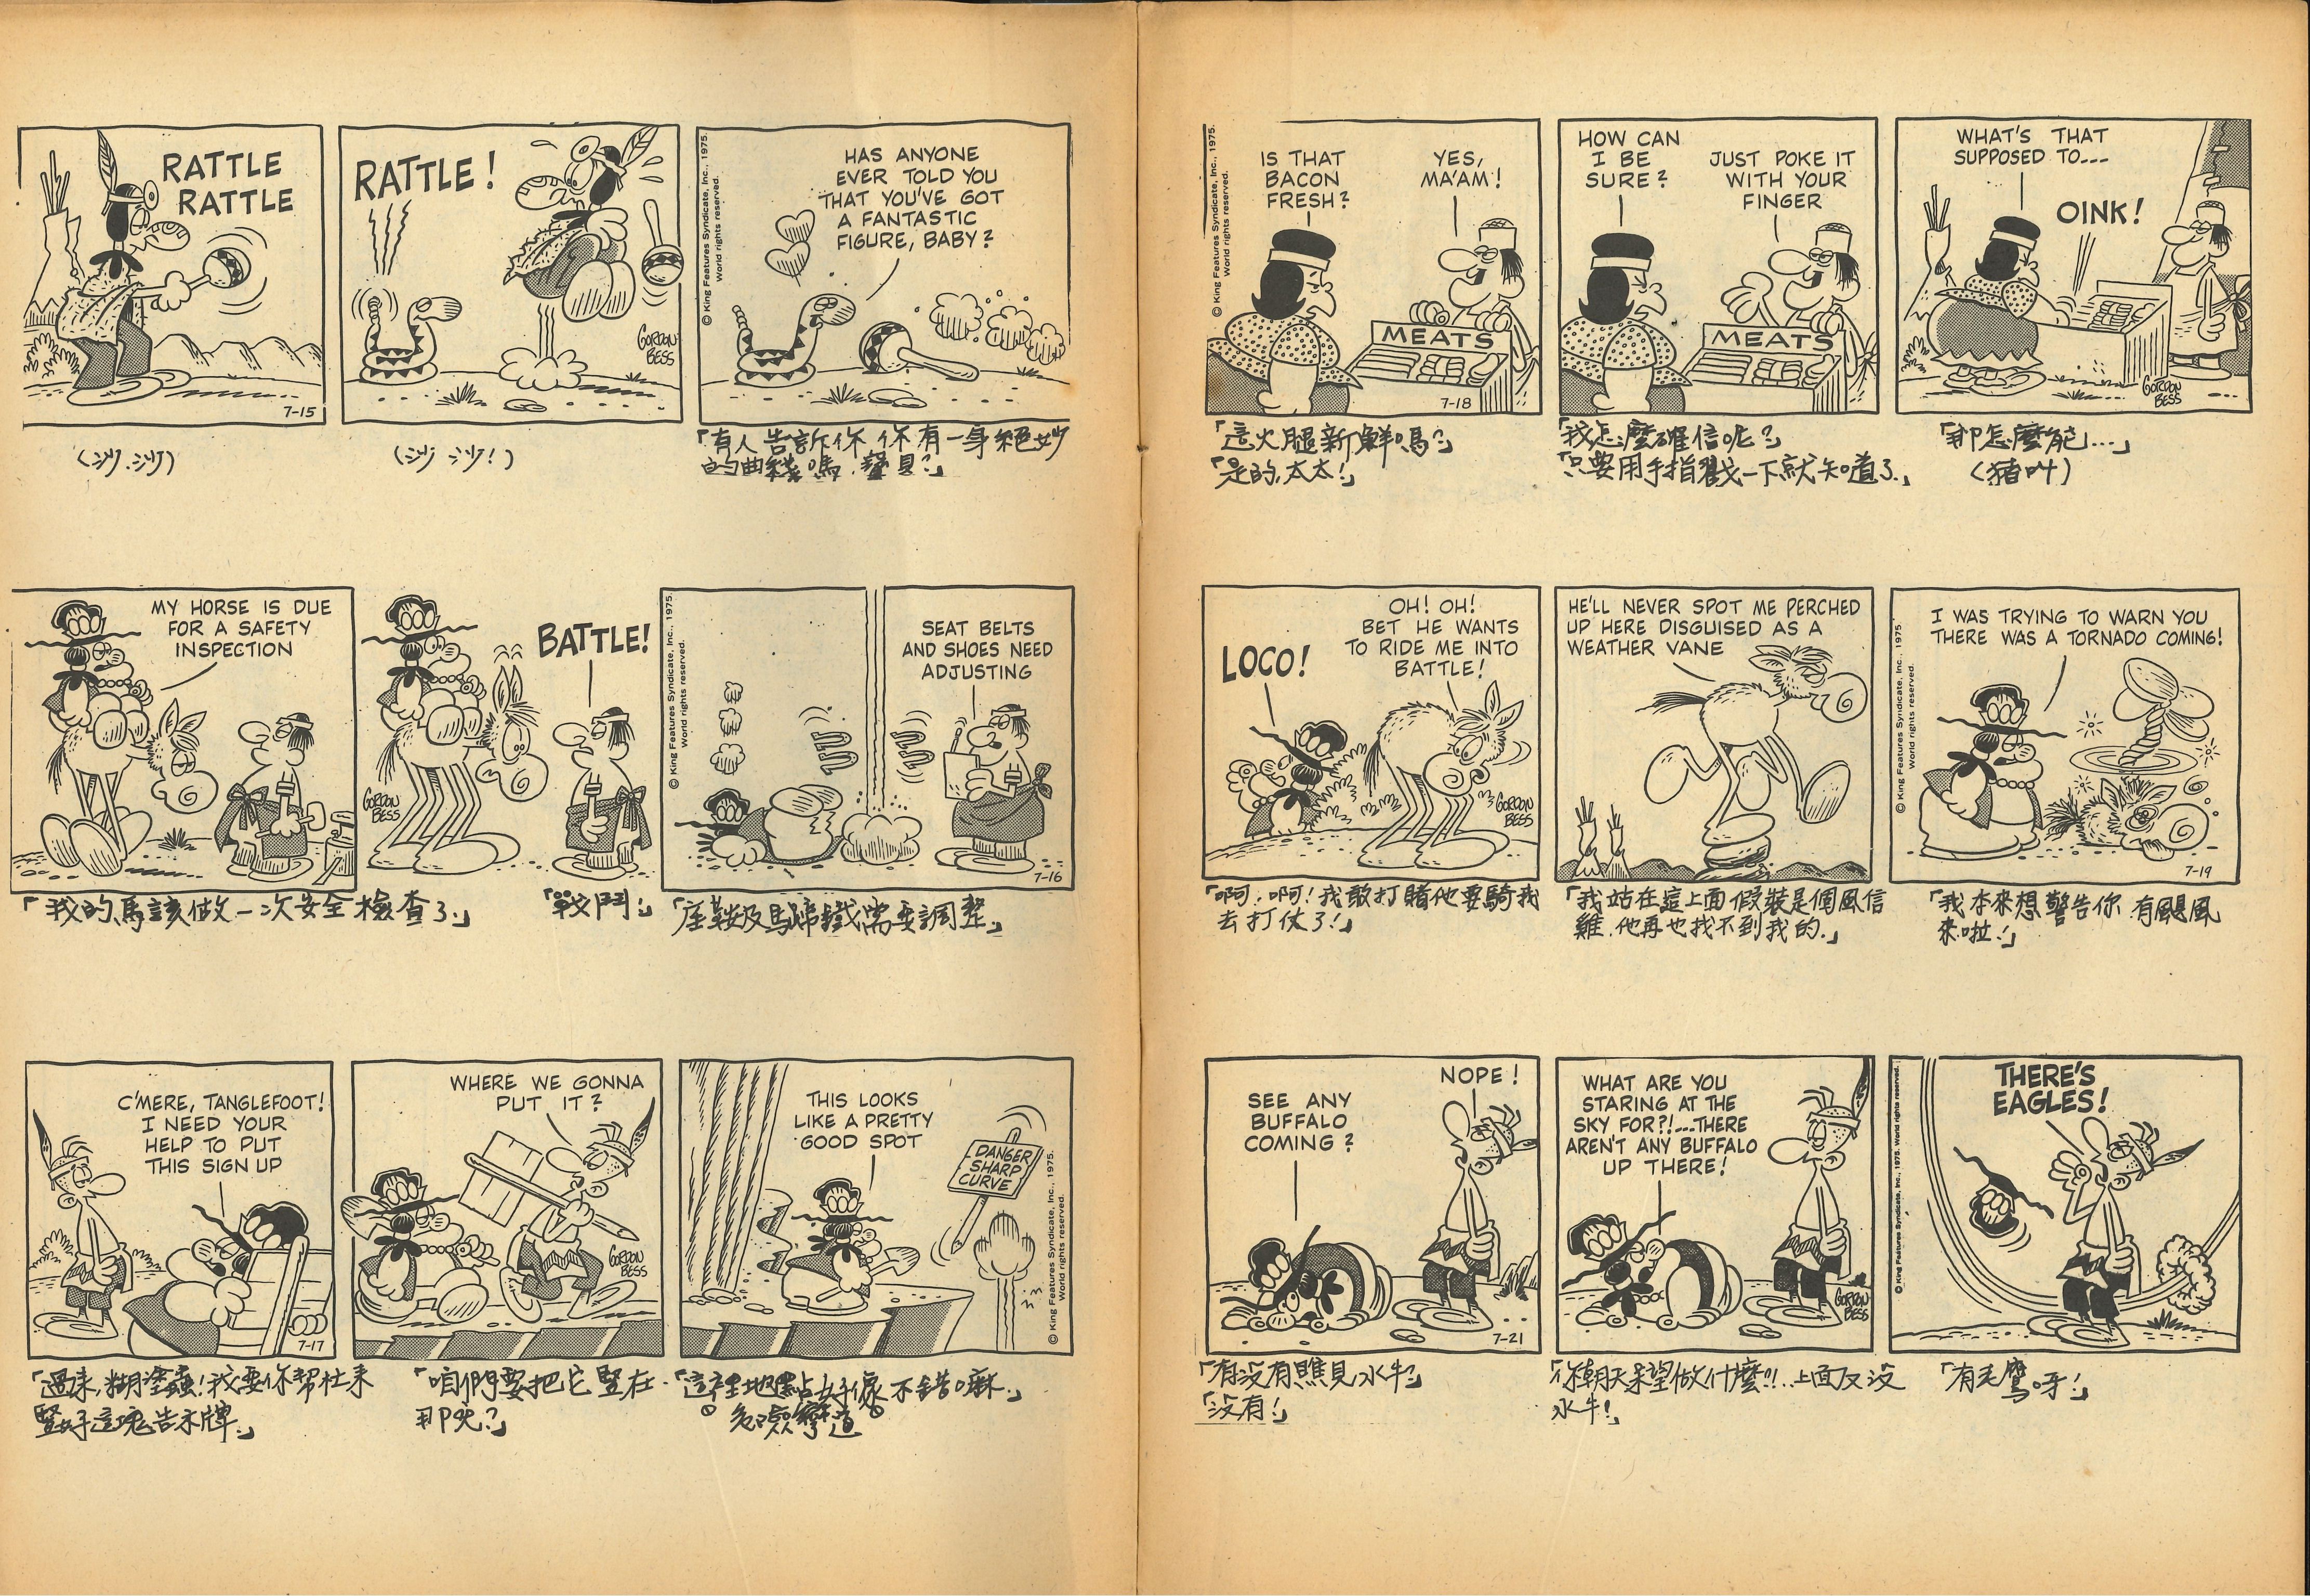 RATTLE
RATTLE
7-15
(沙.沙)
RATTLE!
GORDON
BESS
(沙沙!)
© King Features Syndicate, Inc., 1975.
World rights reserved.
HAS ANYONE
EVER TOLD YOU
THAT YOU'VE GOT
A FANTASTIC
FIGURE, BABY?
「有人告訴你你有一身絕妙
的曲綫嗎.寶貝?」
MY HORSE IS DUE
FOR A SAFETY
INSPECTION
「我的馬該做一次安全檢查了.」
BATTLE!
GORDON
BESS
「戰鬥!」
© King Features Syndicate, Inc., 1975.
World rights reserved.
SEAT BELTS
AND SHOES NEED
ADJUSTING
7-16
「座鞍及馬蹄鐵需要調整.」
C'MERE, TANGLEFOOT!
I NEED YOUR
HELP TO PUT
THIS SIGN UP
7-17
「過來,糊塗蟲!我要你幫忙來
豎好這塊告示牌.」
WHERE WE GONNA
PUT IT?
GORDON
BESS
「咱們要把它豎在
那兒?」
THIS LOOKS
LIKE A PRETTY
GOOD SPOT
DANGER
SHARP
CURVE
© King Features Syndicate, Inc., 1975.
World rights reserved.
「這裡地點好像不錯嘛.」
彎道
© King Features Syndicate, Inc., 1975.
World rights reserved.
IS THAT
BACON
FRESH?
YES,
MA'AM!
MEATS
7-18
「這火腿新鮮嗎?」
「是的,太太!」
HOW CAN
I BE
SURE?
JUST POKE IT
WITH YOUR
FINGER
MEATS
「我怎麼確信呢?」
「只要用手指戳一下就知道了.」
WHAT'S THAT
SUPPOSED TO---
OINK!
GORDON
BESS
「那怎麼能...」
(豬叫)
LOCO!
OH! OH!
BET HE WANTS
TO RIDE ME INTO
BATTLE!
GORDON
BESS
「啊!啊!我敢打賭他要騎我
去打仗了!」
HE'LL NEVER SPOT ME PERCHED
UP HERE DISGUISED AS A
WEATHER VANE
「我站在這上面假裝是個風信
雞.他再也找不到我的.」
© King Features Syndicate, Inc., 1975
World rights reserved.
I WAS TRYING TO WARN YOU
THERE WAS A TORNADO COMING!
7-19
「我本來想警告你有颶風
來啦!」
SEE ANY
BUFFALO
COMING?
NOPE!
7-21
「有沒有瞧見水牛?」
「沒有!」
WHAT ARE YOU
STARING AT THE
SKY FOR?!...THERE
AREN'T ANY BUFFALO
UP THERE!
GORDON
BESS
「你朝天呆望做什麼!!..上面又沒
水牛!」
© King Features Syndicate, Inc., 1975. World rights reserved.
THERE'S
EAGLES!
「有老鷹呀!」